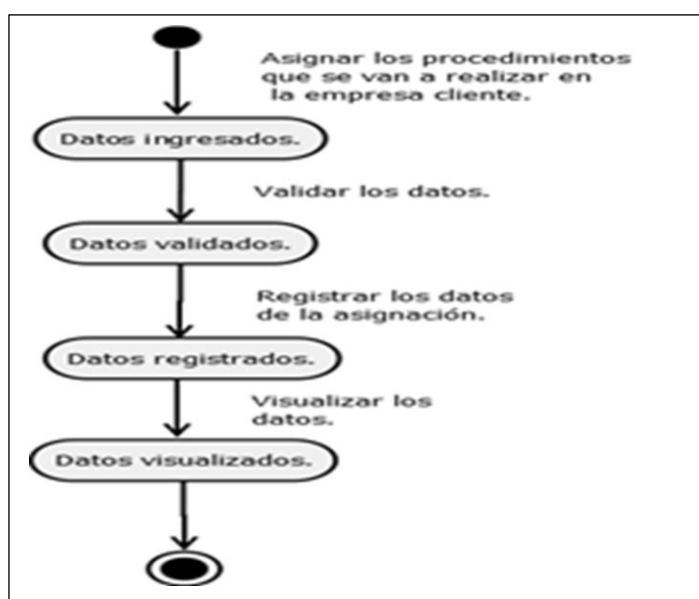 Asignar los procedimientos
que se van a realizar en
la empresa cliente.
Datos ingresados.
Validar los datos.
Datos validados.
Registrar los datos
de la asignación.
Datos registrados.
Visualizar los
datos.
Datos visualizados.